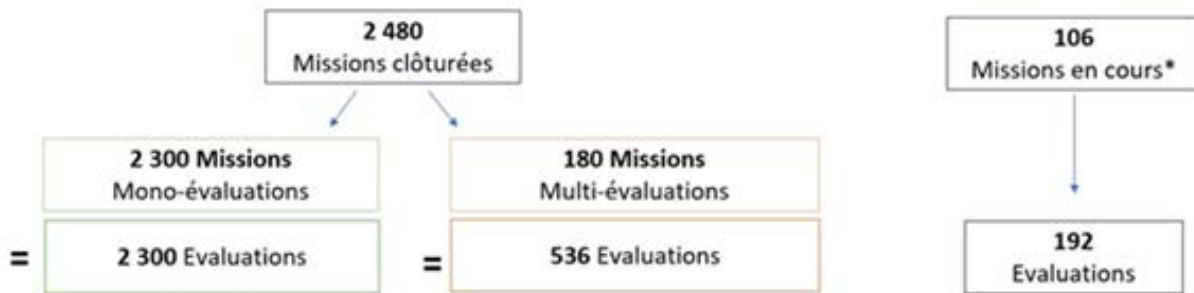 2 480
Missions clôturées
106
Missions en cours*
2 300 Missions
Mono-évaluations
180 Missions
Multi-évaluations
= 2 300 Evaluations
= 536 Evaluations
192
Evaluations